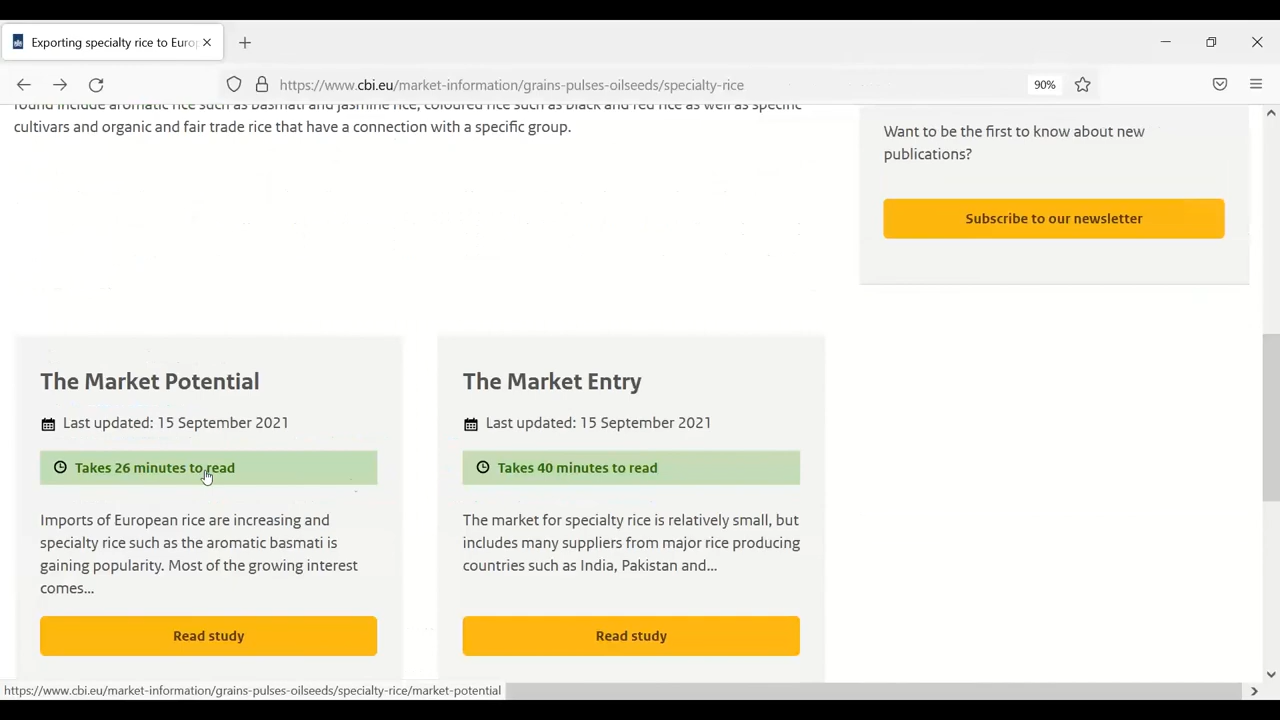 Exporting specialty rice to Euro
https://www.cbi.eu/market-information/grains-pulses-oilseeds/specialty-rice
90%
found include aromatic rice such as basmati and jasmine rice, coloured rice such as black and red rice as well as specific
cultivars and organic and fair trade rice that have a connection with a specific group.
Want to be the first to know about new
publications?
Subscribe to our newsletter
The Market Potential
Last updated: 15 September 2021
Takes 26 minutes to read
Imports of European rice are increasing and
specialty rice such as the aromatic basmati is
gaining popularity. Most of the growing interest
comes...
Read study
The Market Entry
Last updated: 15 September 2021
Takes 40 minutes to read
The market for specialty rice is relatively small, but
includes many suppliers from major rice producing
countries such as India, Pakistan and...
Read study
https://www.cbi.eu/market-information/grains-pulses-oilseeds/specialty-rice/market-potential